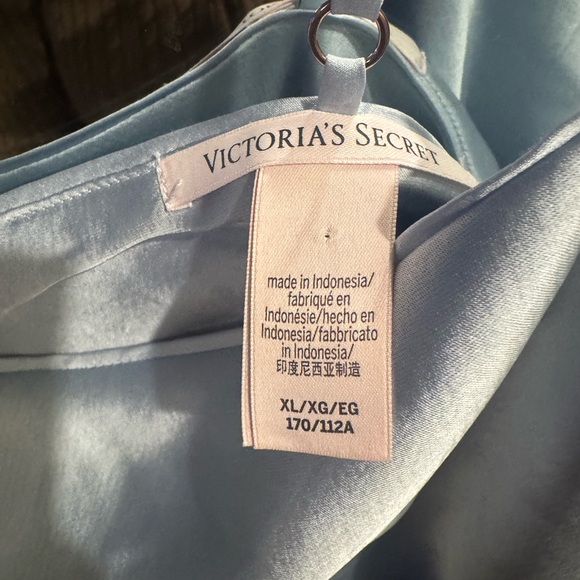 VICTORIA'S SECRET
made in Indonesia/
fabriqué en
Indonésie/hecho en
Indonesia/fabbricato
in Indonesia/
印度尼西亚制造
XL/XG/EG
170/112A